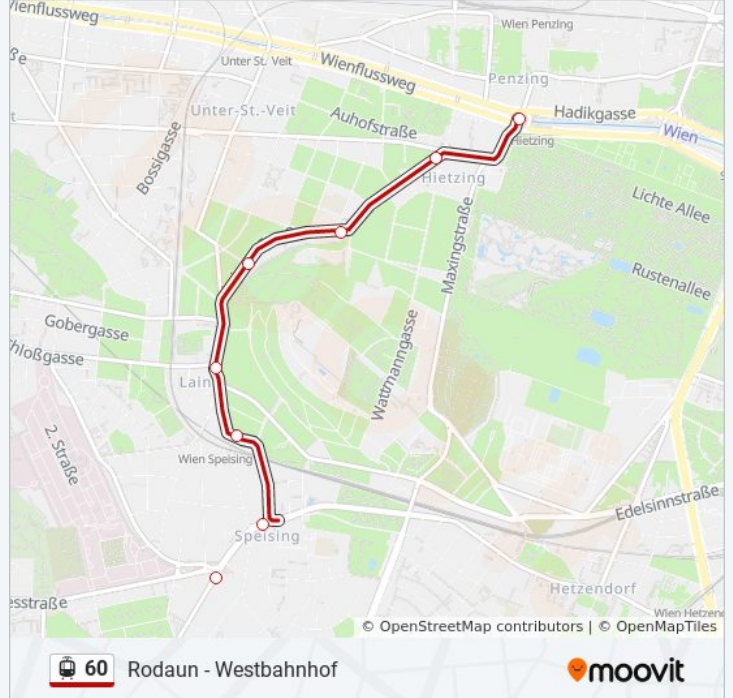 ienflussweg
Wien Penzing
Unter St. Veit
Wienflussweg
Penzing
Unter-St.-Veit
Hadikgasse
Auhofstraße
Wien
Hietzing
Bossigasse
Hietzing
Lichte Allee
Maxingstraße
Rustenallee
Gobergasse
hloßgasse
Wattmanngasse
Lain
2. Straße
Wien Speising
Edelsinnstraße
Speising
Hetzendorf
esstraße
Wien Hetzen
© OpenStreetMap contributors | © OpenMapTiles
60 Rodaun - Westbahnhof
moovit